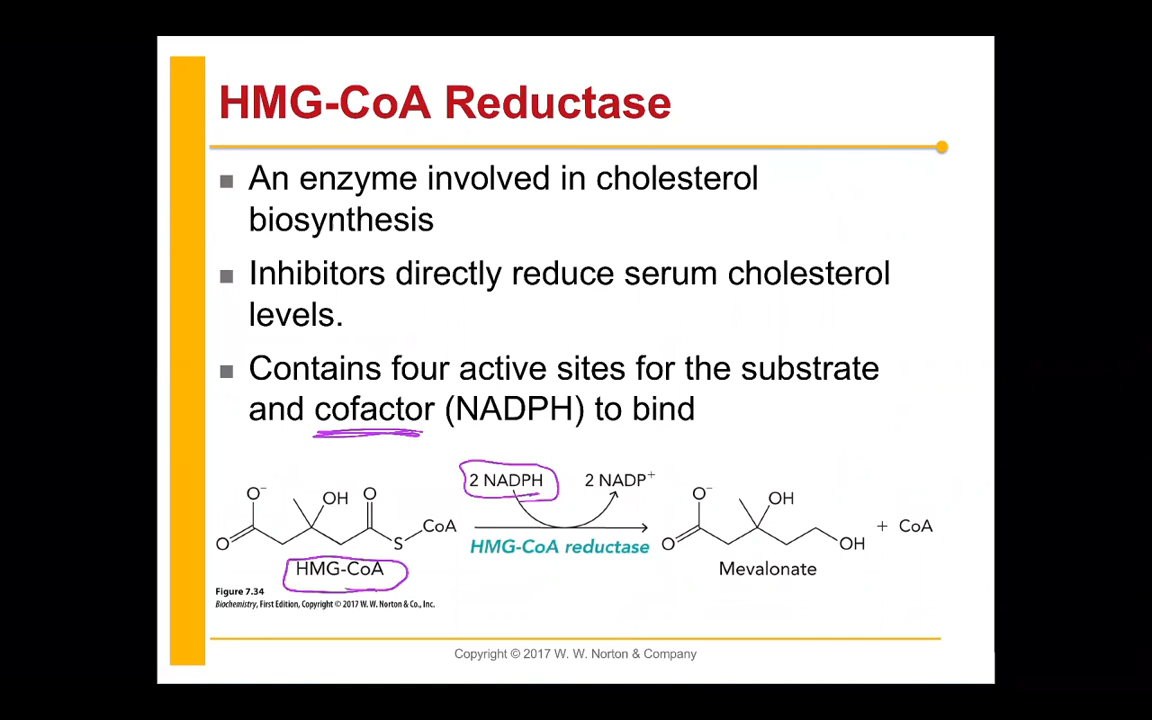 HMG-CoA Reductase
An enzyme involved in cholesterol
biosynthesis
Inhibitors directly reduce serum cholesterol
levels.
Contains four active sites for the substrate
and cofactor (NADPH) to bind
2 NADPH 2 NADP⁺
O⁻ OH O CoA O⁻ OH + CoA
O S HMG-CoA reductase O OH
HMG-CoA Mevalonate
Figure 7.34
Biochemistry, First Edition, Copyright © 2017 W. W. Norton & Co., Inc.
Copyright © 2017 W. W. Norton & Company